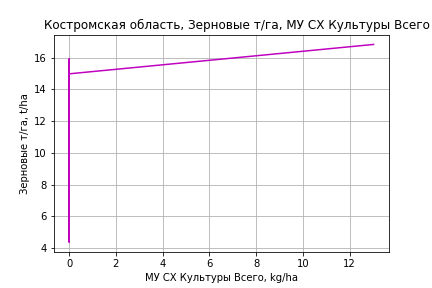 Костромская область, Зерновые т/га, МУ СХ Культуры Всего
16
14
12
10
8
6
4
Зерновые т/га, t/ha
0 2 4 6 8 10 12
МУ СХ Культуры Всего, kg/ha